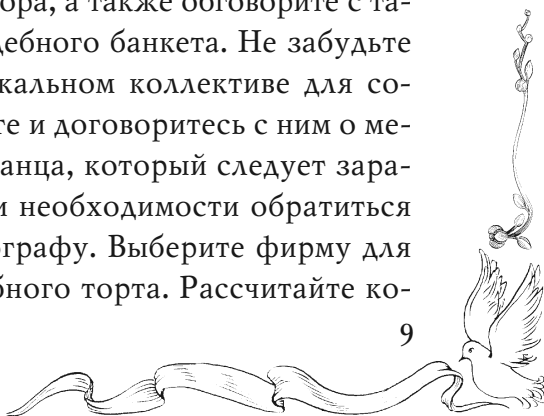 ора, а также обговорите с та-
дебного банкета. Не забудьте
кальном коллективе для со-
те и договоритесь с ним о ме-
анца, который следует зара-
и необходимости обратиться
графу. Выберите фирму для
бного торта. Рассчитайте ко-
9